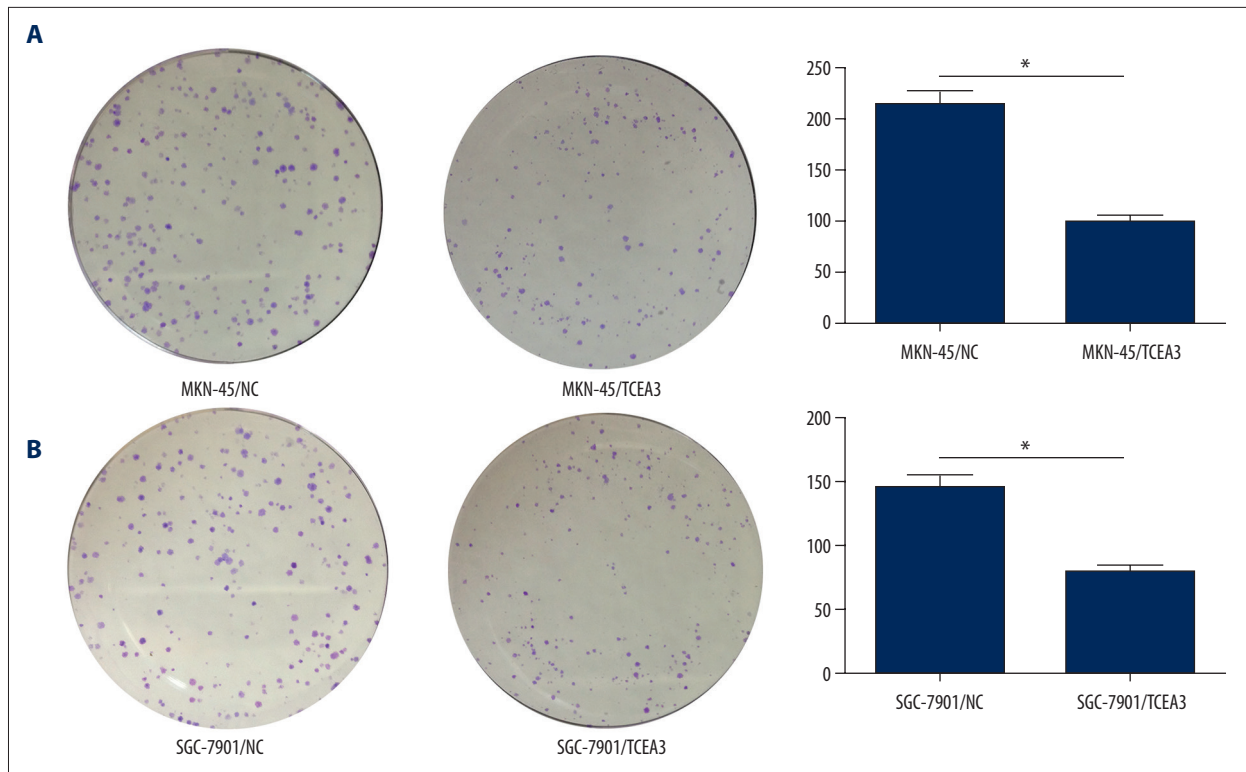 A
250
200
150
100
50
0
*
MKN-45/NC
MKN-45/TCEA3
MKN-45/NC
MKN-45/TCEA3
B
200
150
100
50
0
*
SGC-7901/NC
SGC-7901/TCEA3
SGC-7901/NC
SGC-7901/TCEA3